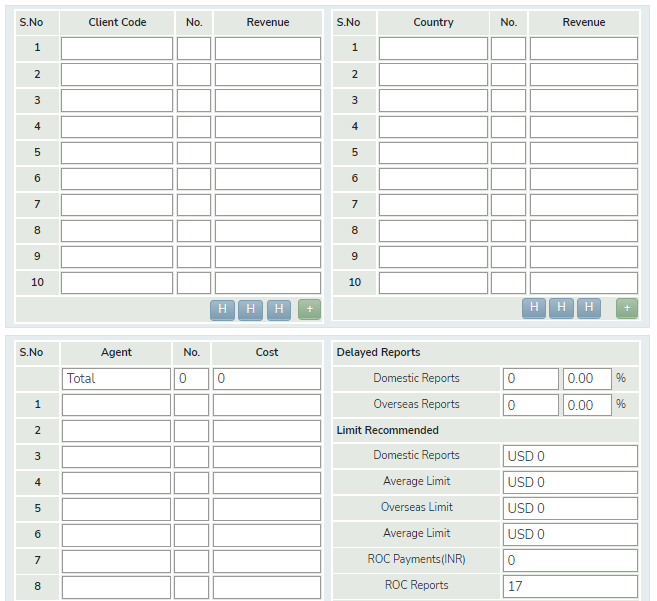 S.No Client Code No. Revenue
1
2
3
4
5
6
7
8
9
10
H H H +
S.No Country No. Revenue
1
2
3
4
5
6
7
8
9
10
H H H +
S.No Agent No. Cost
Total 0 0
1
2
3
4
5
6
7
8
Delayed Reports
Domestic Reports 0 0.00 %
Overseas Reports 0 0.00 %
Limit Recommended
Domestic Reports USD 0
Average Limit USD 0
Overseas Limit USD 0
Average Limit USD 0
ROC Payments(INR) 0
ROC Reports 17